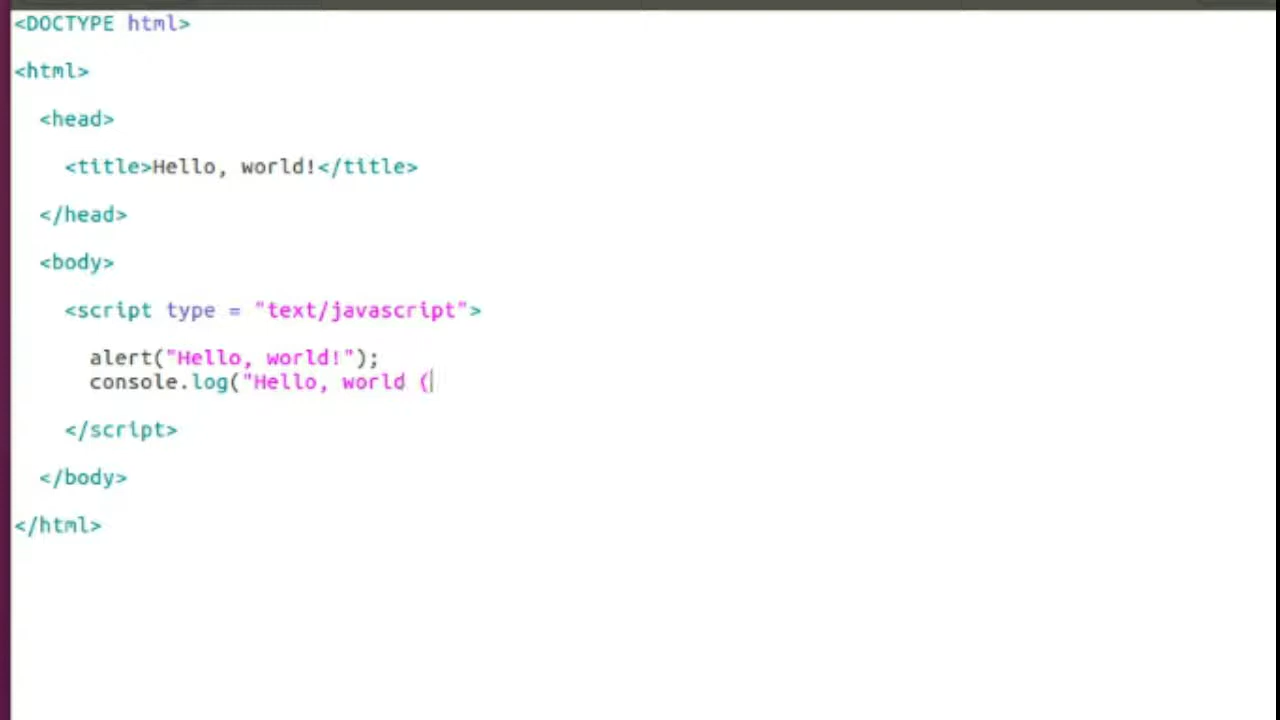 <DOCTYPE html>
<html>
<head>
<title>Hello, world!</title>
</head>
<body>
<script type = "text/javascript">
alert("Hello, world!");
console.log("Hello, world (
</script>
</body>
</html>